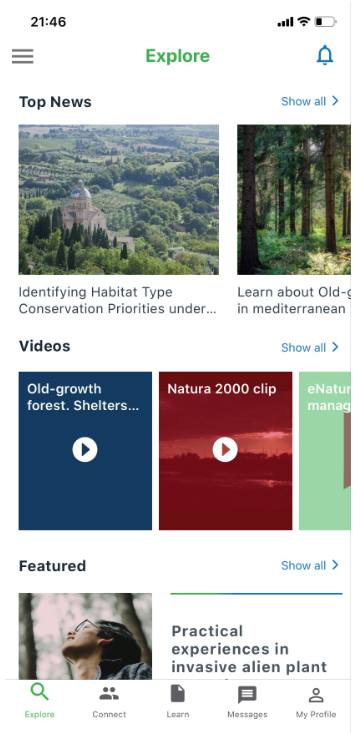 21:46
Explore
Top News
Show all
Identifying Habitat Type
Conservation Priorities under...
Learn about Old-g
in mediterranean
Videos
Show all
Old-growth
forest. Shelters...
Natura 2000 clip
eNatur
manag
Featured
Show all
Practical
experiences in
invasive alien plant
Explore
Connect
Learn
Messages
My Profile